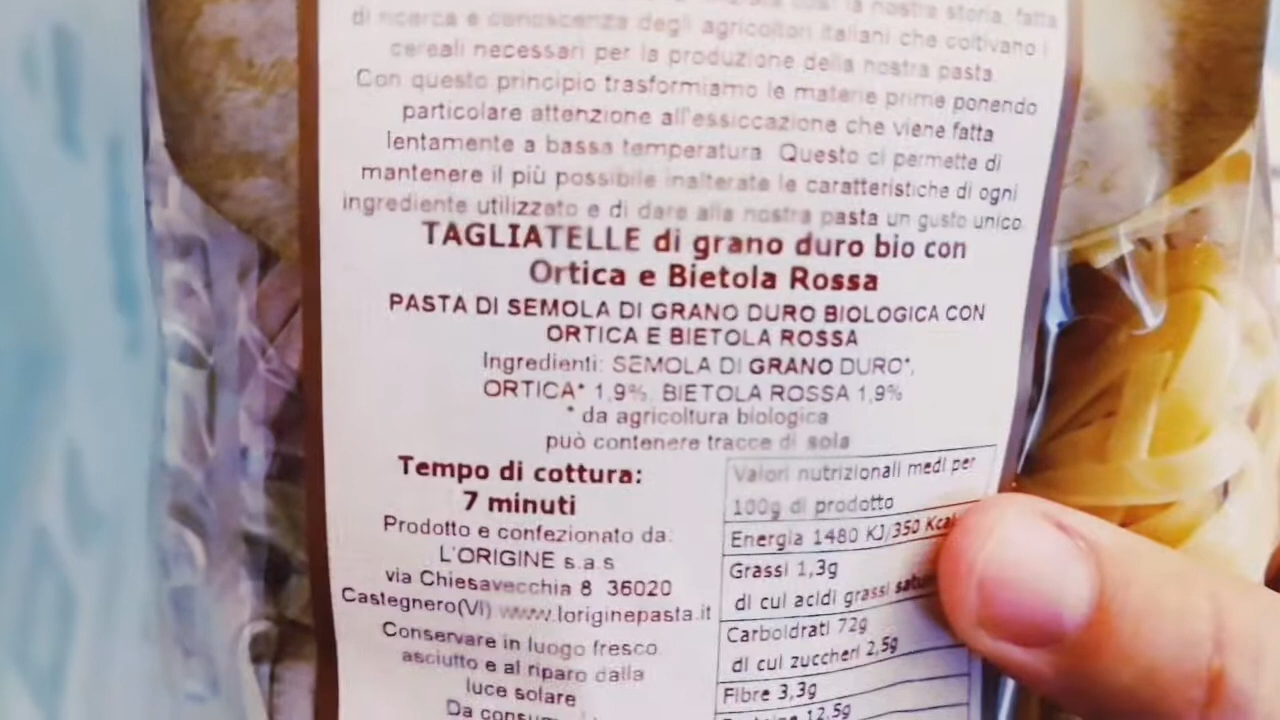 la nostra storia, fatta
di ricerca e conoscenza degli agricoltori italiani che coltivano i
cereali necessari per la produzione della nostra pasta.
Con questo principio trasformiamo le materie prime ponendo
particolare attenzione all'essiccazione che viene fatta
lentamente a bassa temperatura. Questo ci permette di
mantenere il più possibile inalterate le caratteristiche di ogni
ingrediente utilizzato e di dare alla nostra pasta un gusto unico.
TAGLIATELLE di grano duro bio con
Ortica e Bietola Rossa
PASTA DI SEMOLA DI GRANO DURO BIOLOGICA CON
ORTICA E BIETOLA ROSSA
Ingredienti: SEMOLA DI GRANO DURO*,
ORTICA* 1,9%, BIETOLA ROSSA 1,9%
* da agricoltura biologica
può contenere tracce di soia
Tempo di cottura:
7 minuti
Prodotto e confezionato da:
L'ORIGINE s.a.s
via Chiesavecchia 8 36020
Castegnero(VI) www.loriginepasta.it
Conservare in luogo fresco
asciutto e al riparo dalla
luce solare
Da
Valori nutrizionali medi per
100g di prodotto
Energia 1480 KJ/350 Kcal
Grassi 1,3g
di cui acidi grassi
Carboidrati 72g
di cui zuccheri 2,5g
Fibre 3,3g
12,5g